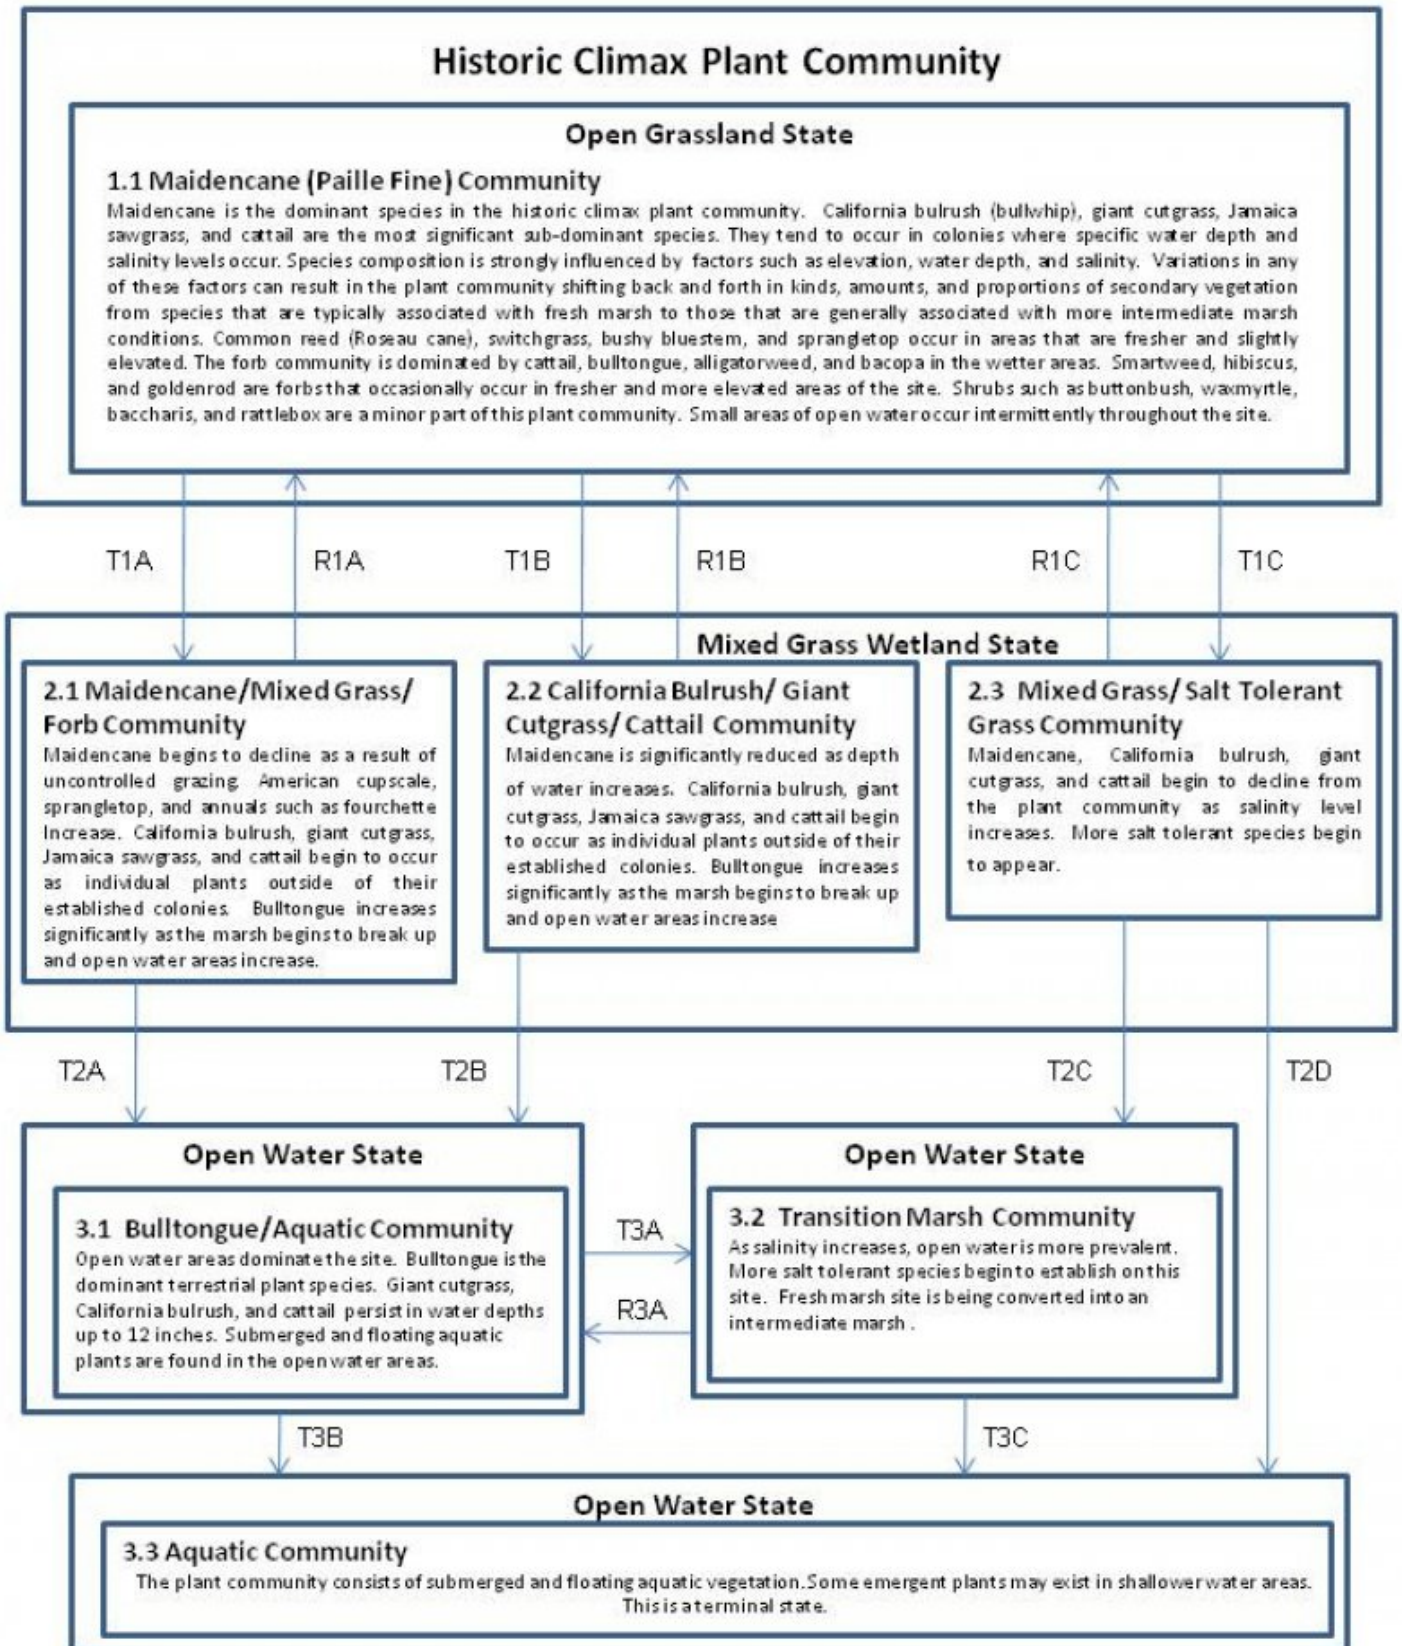 Historic Climax Plant Community
Open Grassland State
1.1 Maidencane (Paille Fine) Community
Maidencane is the dominant species in the historic climax plant community. California bulrush (bullwhip), giant cutgrass, Jamaica
sawgrass, and cattail are the most significant sub-dominant species. They tend to occur in colonies where specific water depth and
salinity levels occur. Species composition is strongly influenced by factors such as elevation, water depth, and salinity. Variations in any
of these factors can result in the plant community shifting back and forth in kinds, amounts, and proportions of secondary vegetation
from species that are typically associated with fresh marsh to those that are generally associated with more intermediate marsh
conditions. Common reed (Roseau cane), switchgrass, bushy bluestem, and sprangletop occur in areas that are fresher and slightly
elevated. The forb community is dominated by cattail, bulltongue, alligatorweed, and bacopa in the wetter areas. Smartweed, hibiscus,
and goldenrod are forbs that occasionally occur in fresher and more elevated areas of the site. Shrubs such as buttonbush, waxmyrtle,
baccharis, and rattlebox are a minor part of this plant community. Small areas of open water occur intermittently throughout the site.
T1A
R1A
T1B
R1B
R1C
T1C
Mixed Grass Wetland State
2.1 Maidencane/Mixed Grass/
Forb Community
Maidencane begins to decline as a result of
uncontrolled grazing. American cupscale,
sprangletop, and annuals such as fourchette
Increase. California bulrush, giant cutgrass,
Jamaica sawgrass, and cattail begin to occur
as individual plants outside of their
established colonies. Bulltongue increases
significantly as the marsh begins to break up
and open water areas increase.
2.2 California Bulrush/ Giant
Cutgrass/ Cattail Community
Maidencane is significantly reduced as depth
of water increases. California bulrush, giant
cutgrass, Jamaica sawgrass, and cattail begin
to occur as individual plants outside of their
established colonies. Bulltongue increases
significantly as the marsh begins to break up
and open water areas increase
2.3 Mixed Grass/ Salt Tolerant
Grass Community
Maidencane, California bulrush, giant
cutgrass, and cattail begin to decline from
the plant community as salinity level
increases. More salt tolerant species begin
to appear.
T2A
T2B
T2C
T2D
Open Water State
3.1 Bulltongue/Aquatic Community
Open water areas dominate the site. Bulltongue is the
dominant terrestrial plant species. Giant cutgrass,
California bulrush, and cattail persist in water depths
up to 12 inches. Submerged and floating aquatic
plants are found in the open water areas.
T3A
R3A
Open Water State
3.2 Transition Marsh Community
As salinity increases, open water is more prevalent.
More salt tolerant species begin to establish on this
site. Fresh marsh site is being converted into an
intermediate marsh .
T3B
T3C
Open Water State
3.3 Aquatic Community
The plant community consists of submerged and floating aquatic vegetation. Some emergent plants may exist in shallower water areas.
This is a terminal state.